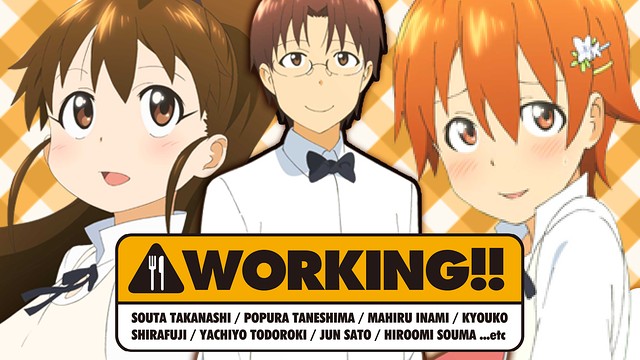 WORKING!!
SOUTA TAKANASHI / POPURA TANESHIMA / MAHIRU INAMI / KYOUKO
SHIRAFUJI / YACHIYO TODOROKI / JUN SATO / HIROOMI SOUMA ...etc